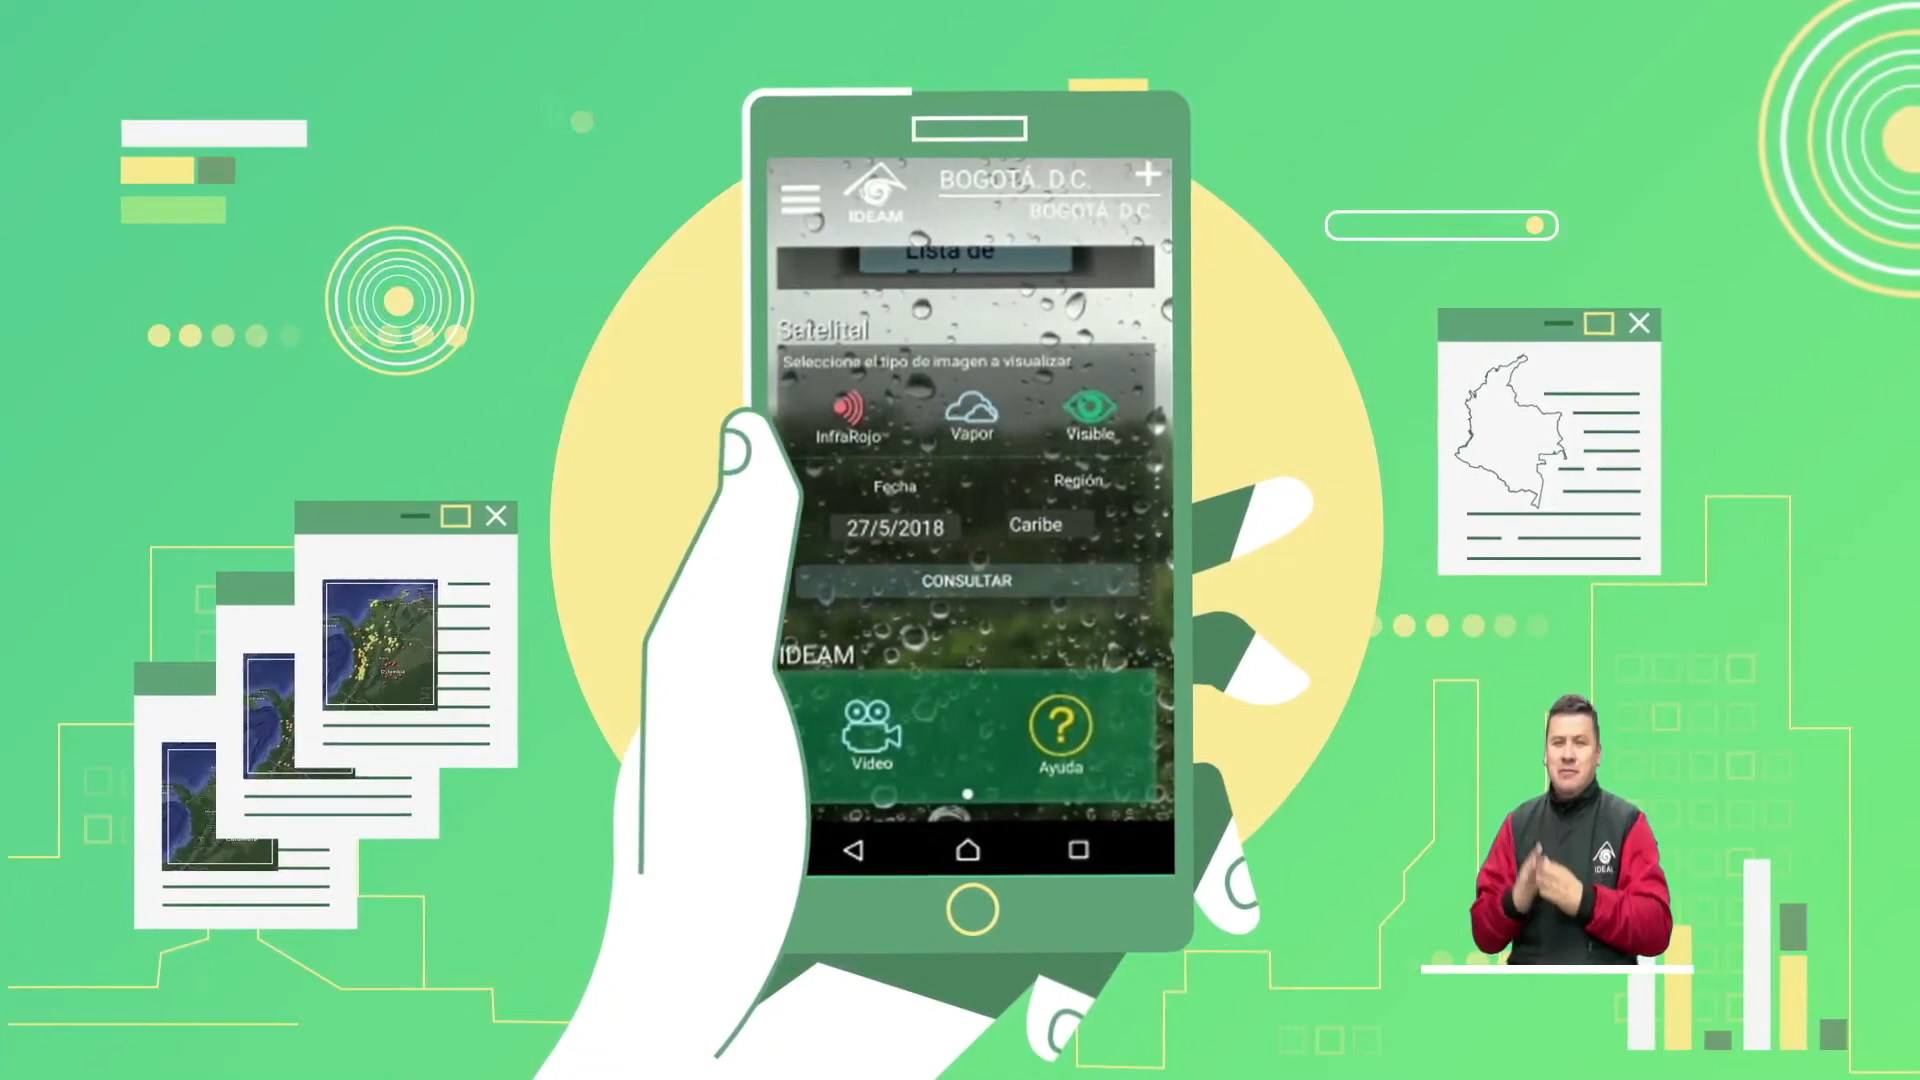 BOGOTÁ. D.C.
IDEAM
BOGOTÁ D.C
Lista de
Satelital
Seleccione el tipo de imagen a visualizar
InfraRojo
Vapor
Visible
Fecha
Región
27/5/2018
Caribe
CONSULTAR
IDEAM
Video
Ayuda
IDEAM